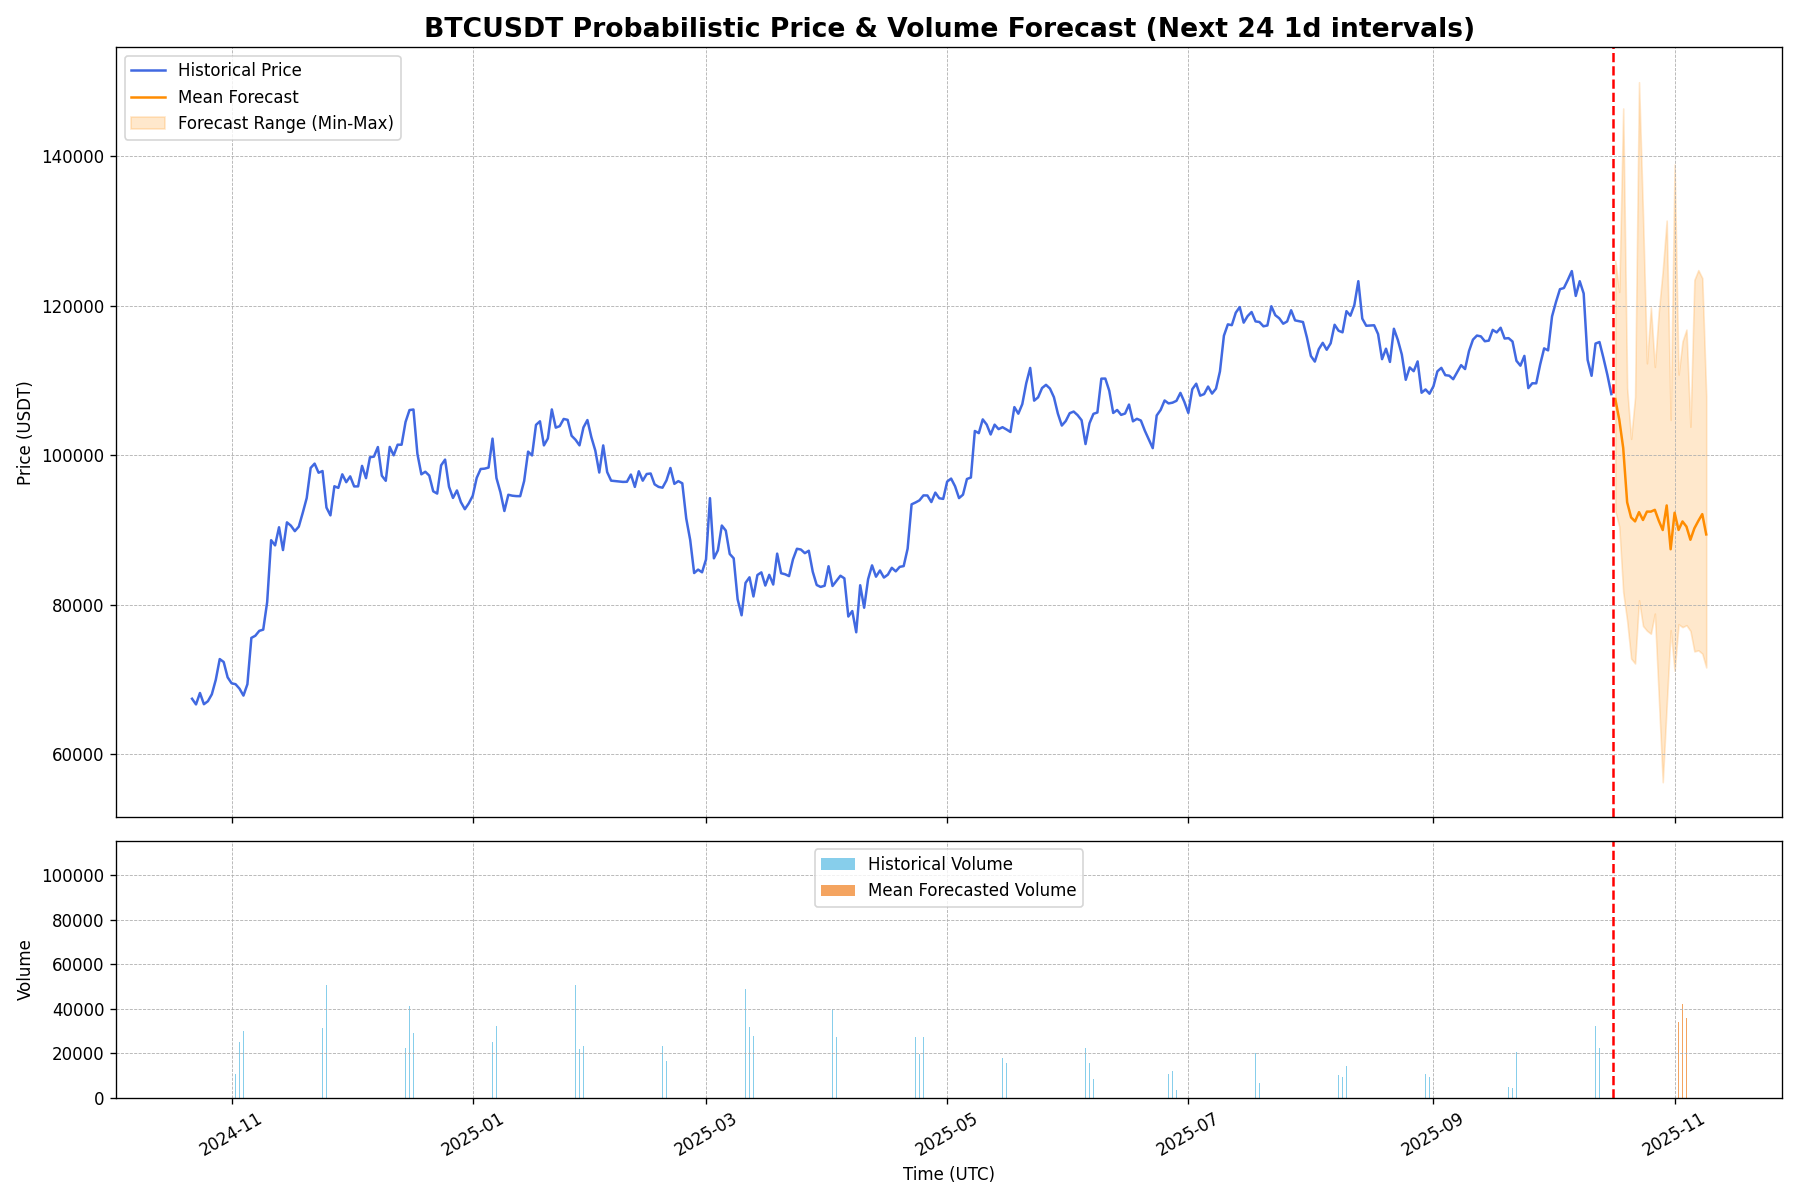 BTCUSDT Probabilistic Price & Volume Forecast (Next 24 1d intervals)
Historical Price
Mean Forecast
Forecast Range (Min-Max)
Price (USDT)
140000
120000
100000
80000
60000
Historical Volume
Mean Forecasted Volume
Volume
100000
80000
60000
40000
20000
0
2024-11
2025-01
2025-03
2025-05
2025-07
2025-09
2025-11
Time (UTC)